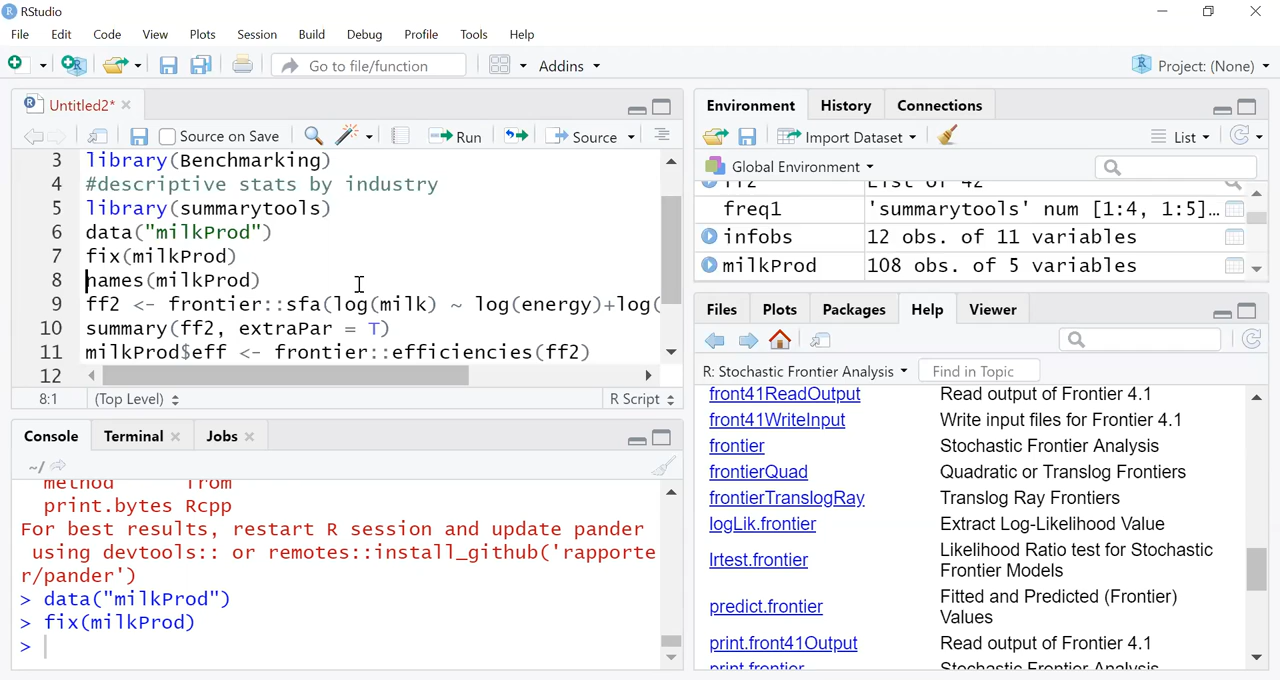 RStudio
File Edit Code View Plots Session Build Debug Profile Tools Help
Go to file/function Addins Project: (None)
Untitled2*
Source on Save Run Source
3 library(Benchmarking)
4 #descriptive stats by industry
5 library(summarytools)
6 data("milkProd")
7 fix(milkProd)
8 names(milkProd)
9 ff2 <- frontier::sfa(log(milk) ~ log(energy)+log(
10 summary(ff2, extraPar = T)
11 milkProd$eff <- frontier::efficiencies(ff2)
12
8:1 (Top Level) R Script
Console Terminal Jobs
~/
method from
print.bytes Rcpp
For best results, restart R session and update pander
using devtools:: or remotes::install_github('rapporte
r/pander')
> data("milkProd")
> fix(milkProd)
>
Environment History Connections
Import Dataset List
Global Environment
ff2 List of 42
freq1 'summarytools' num [1:4, 1:5]…
infobs 12 obs. of 11 variables
milkProd 108 obs. of 5 variables
Files Plots Packages Help Viewer
R: Stochastic Frontier Analysis Find in Topic
front41ReadOutput Read output of Frontier 4.1
front41WriteInput Write input files for Frontier 4.1
frontier Stochastic Frontier Analysis
frontierQuad Quadratic or Translog Frontiers
frontierTranslogRay Translog Ray Frontiers
logLik.frontier Extract Log-Likelihood Value
lrtest.frontier Likelihood Ratio test for Stochastic
Frontier Models
predict.frontier Fitted and Predicted (Frontier)
Values
print.front41Output Read output of Frontier 4.1
print.frontier Stochastic Frontier Analysis